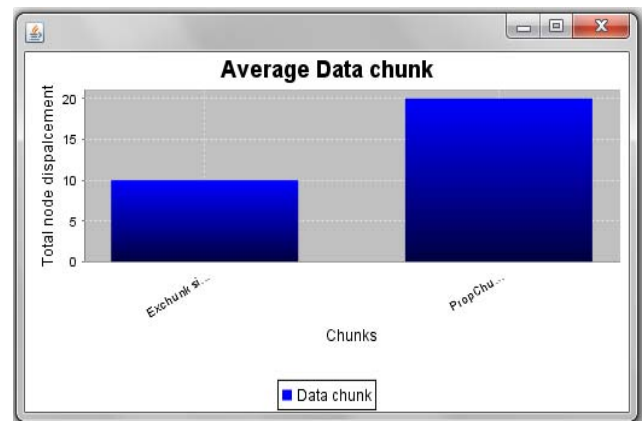 Average Data chunk
Total node dispalcement
20
15
10
5
0
Exchunk si...
PropChu...
Chunks
Data chunk